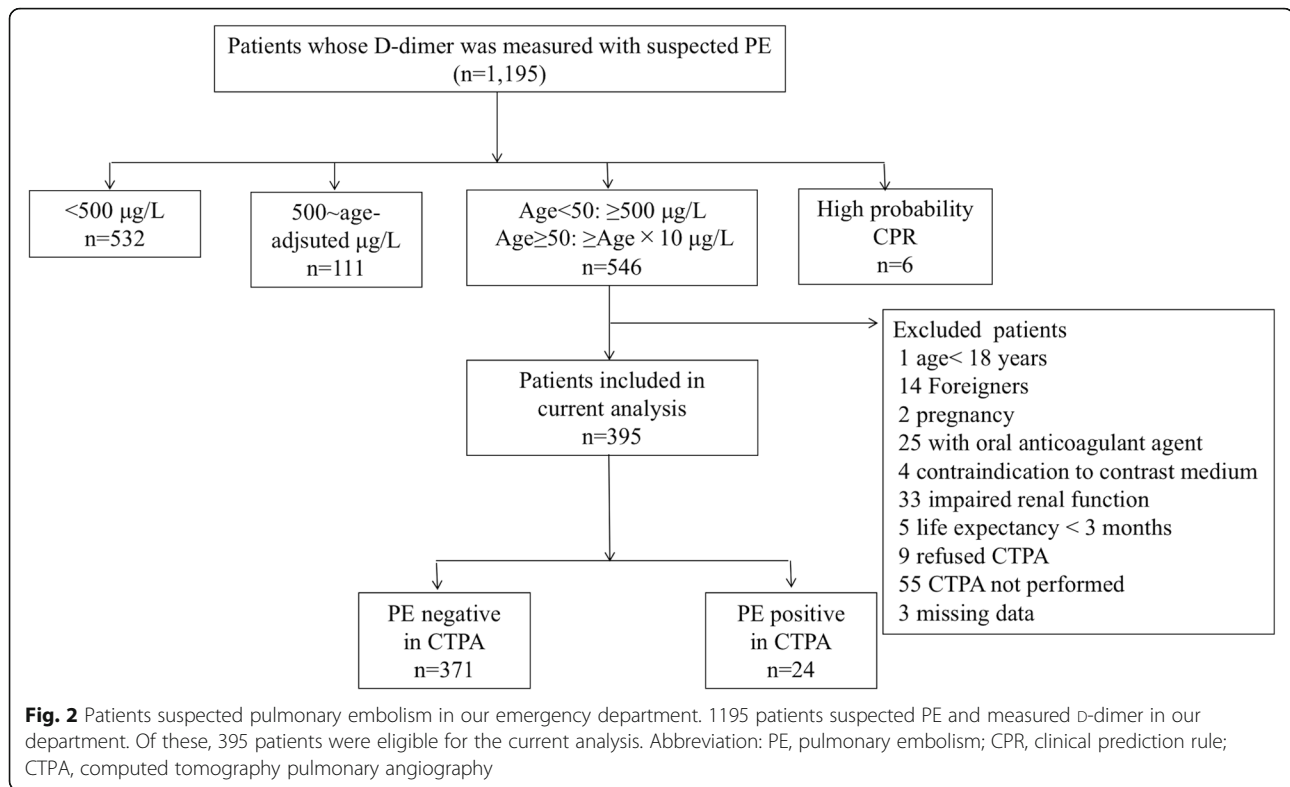 Patients whose D-dimer was measured with suspected PE
(n=1,195)
<500 μg/L
n=532
500~age-
adjsuted μg/L
n=111
Age<50: ≥500 μg/L
Age≥50: ≥Age × 10 μg/L
n=546
High probability
CPR
n=6
Excluded patients
1 age< 18 years
14 Foreigners
2 pregnancy
25 with oral anticoagulant agent
4 contraindication to contrast medium
33 impaired renal function
5 life expectancy < 3 months
9 refused CTPA
55 CTPA not performed
3 missing data
Patients included in
current analysis
n=395
PE negative
in CTPA
n=371
PE positive
in CTPA
n=24
Fig. 2 Patients suspected pulmonary embolism in our emergency department. 1195 patients suspected PE and measured D-dimer in our
department. Of these, 395 patients were eligible for the current analysis. Abbreviation: PE, pulmonary embolism; CPR, clinical prediction rule;
CTPA, computed tomography pulmonary angiography